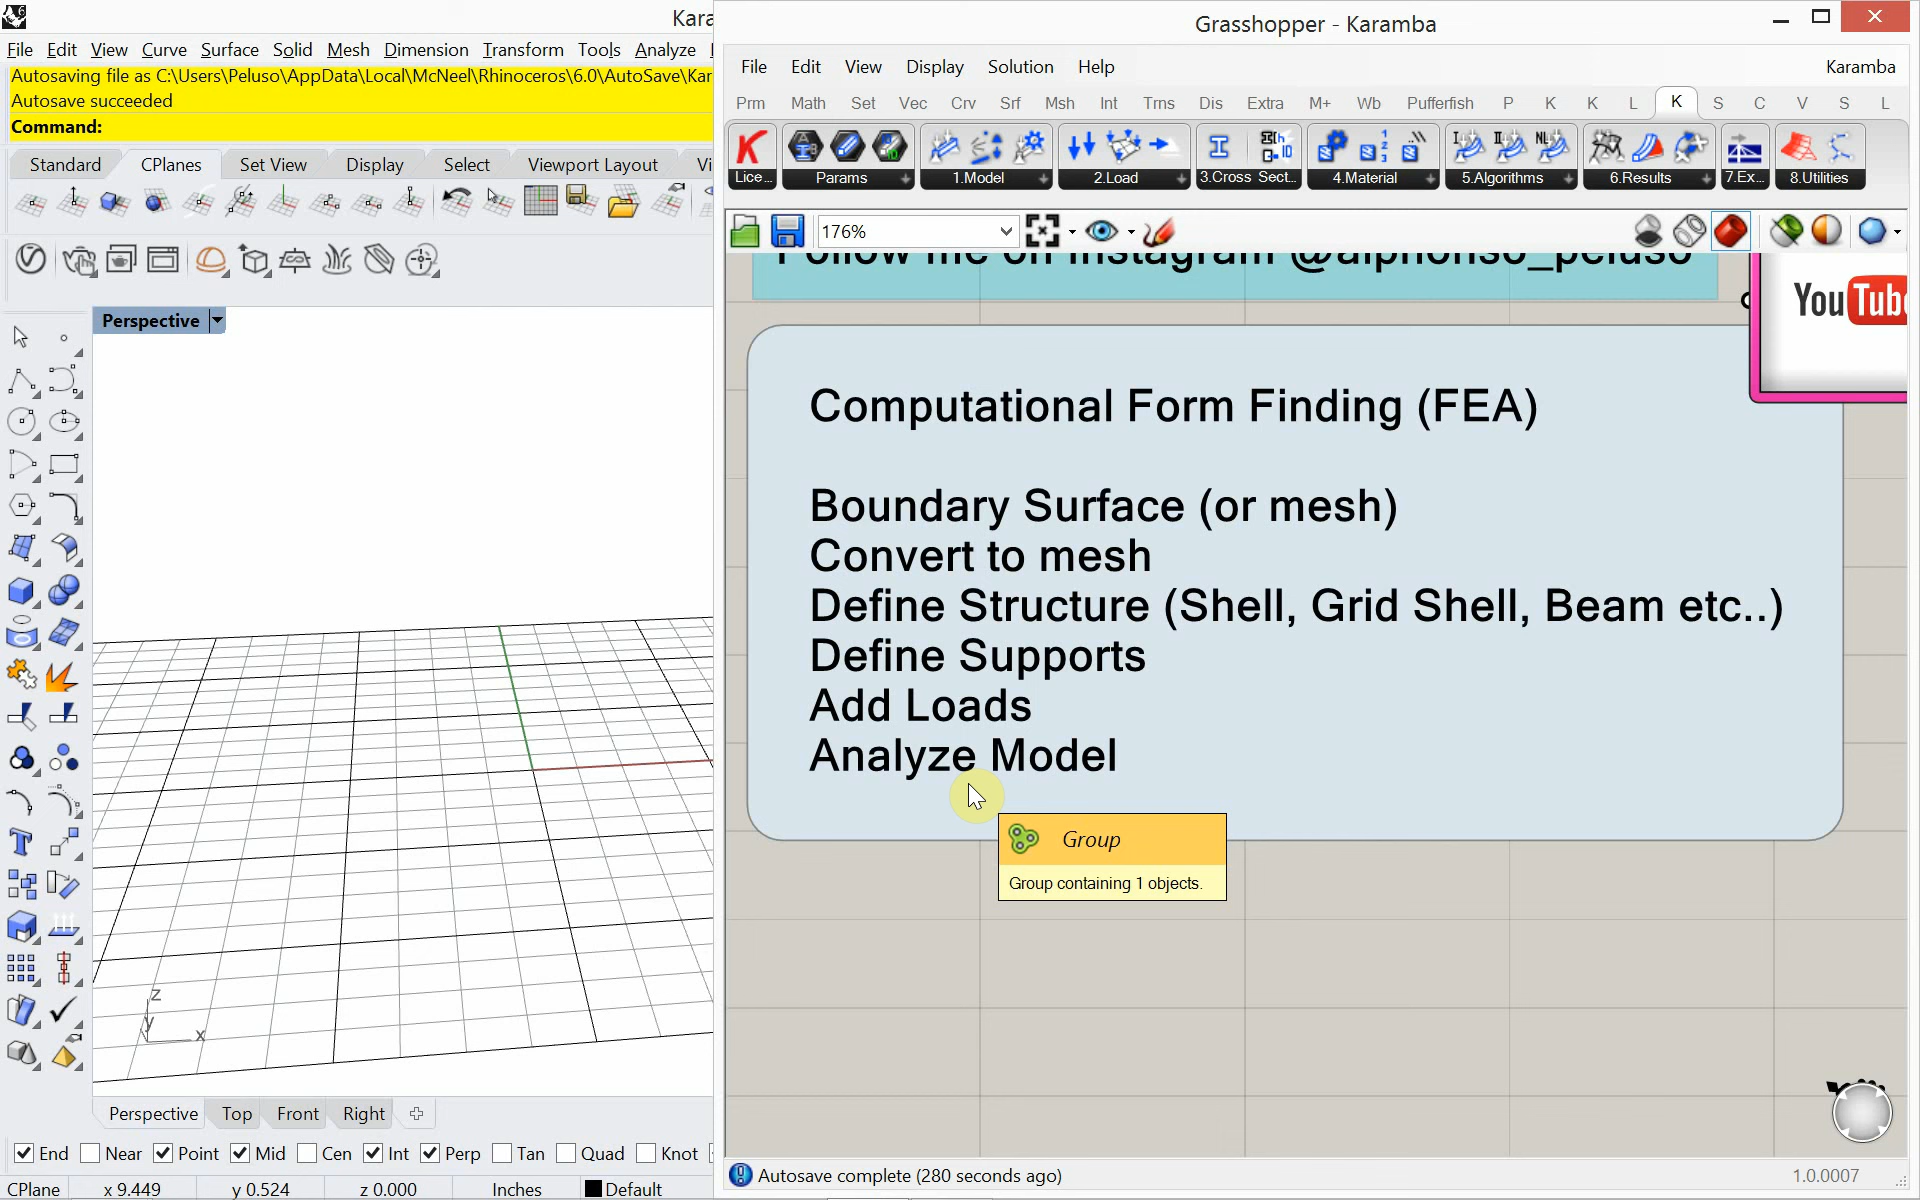 Kara
File Edit View Curve Surface Solid Mesh Dimension Transform Tools Analyze
Autosaving file as C:\Users\Peluso\AppData\Local\McNeel\Rhinoceros\6.0\AutoSave\Kar
Autosave succeeded
Command:
Standard CPlanes Set View Display Select Viewport Layout Vi
Perspective
z
y
x
Perspective Top Front Right
End Near Point Mid Cen Int Perp Tan Quad Knot
CPlane x 9.449 y 0.524 z 0.000 Inches Default
Grasshopper - Karamba
File Edit View Display Solution Help Karamba
Prm Math Set Vec Crv Srf Msh Int Trns Dis Extra M+ Wb Pufferfish P K K L K S C V S L
Lice... Params 1.Model 2.Load 3.Cross Sect... 4.Material 5.Algorithms 6.Results 7.Ex... 8.Utilities
176%
Follow me on Instagram @alphonso_peluso
YouTube
Computational Form Finding (FEA)
Boundary Surface (or mesh)
Convert to mesh
Define Structure (Shell, Grid Shell, Beam etc..)
Define Supports
Add Loads
Analyze Model
Group
Group containing 1 objects.
Autosave complete (280 seconds ago) 1.0.0007